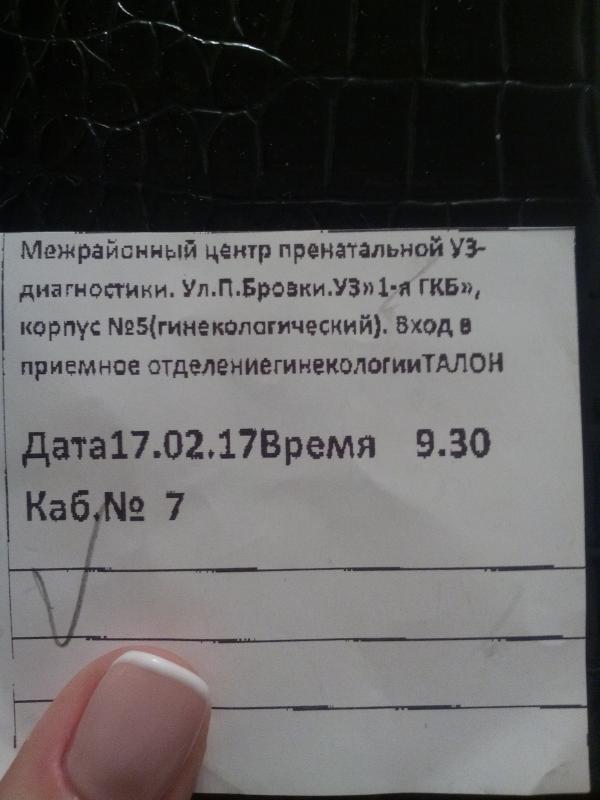 Межрайонный центр пренатальной УЗ-
диагностики. Ул.П.Бровки.УЗ»1-я ГКБ»,
корпус №5(гинекологический). Вход в
приемное отделениегинекологииТАЛОН
Дата17.02.17Время 9.30
Каб.№ 7